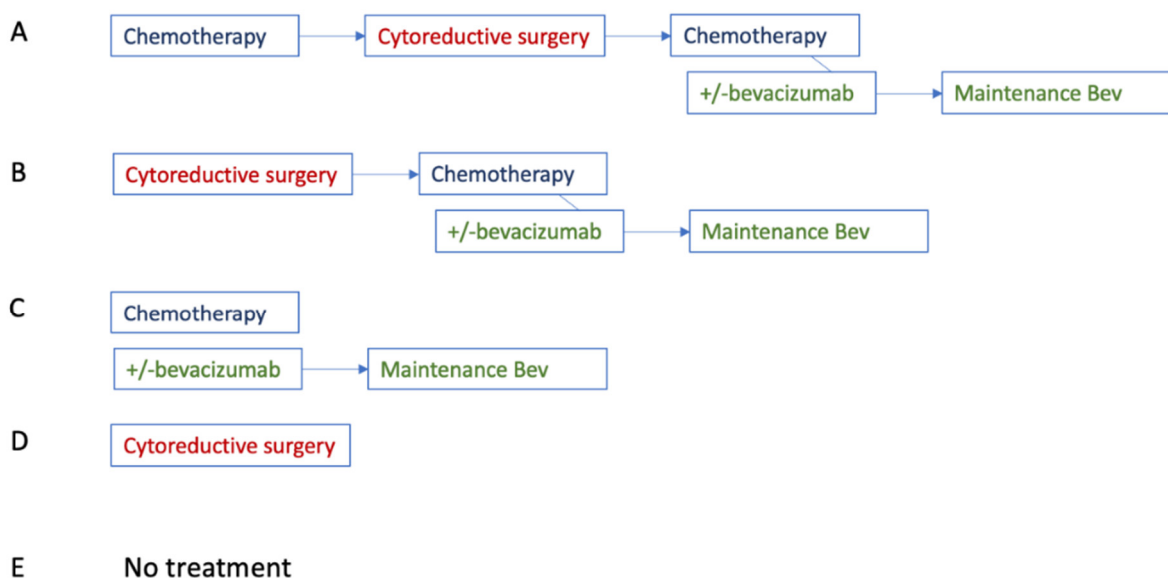 A
Chemotherapy
Cytoreductive surgery
Chemotherapy
+/-bevacizumab
Maintenance Bev
B
Cytoreductive surgery
Chemotherapy
+/-bevacizumab
Maintenance Bev
C
Chemotherapy
+/-bevacizumab
Maintenance Bev
D
Cytoreductive surgery
E
No treatment